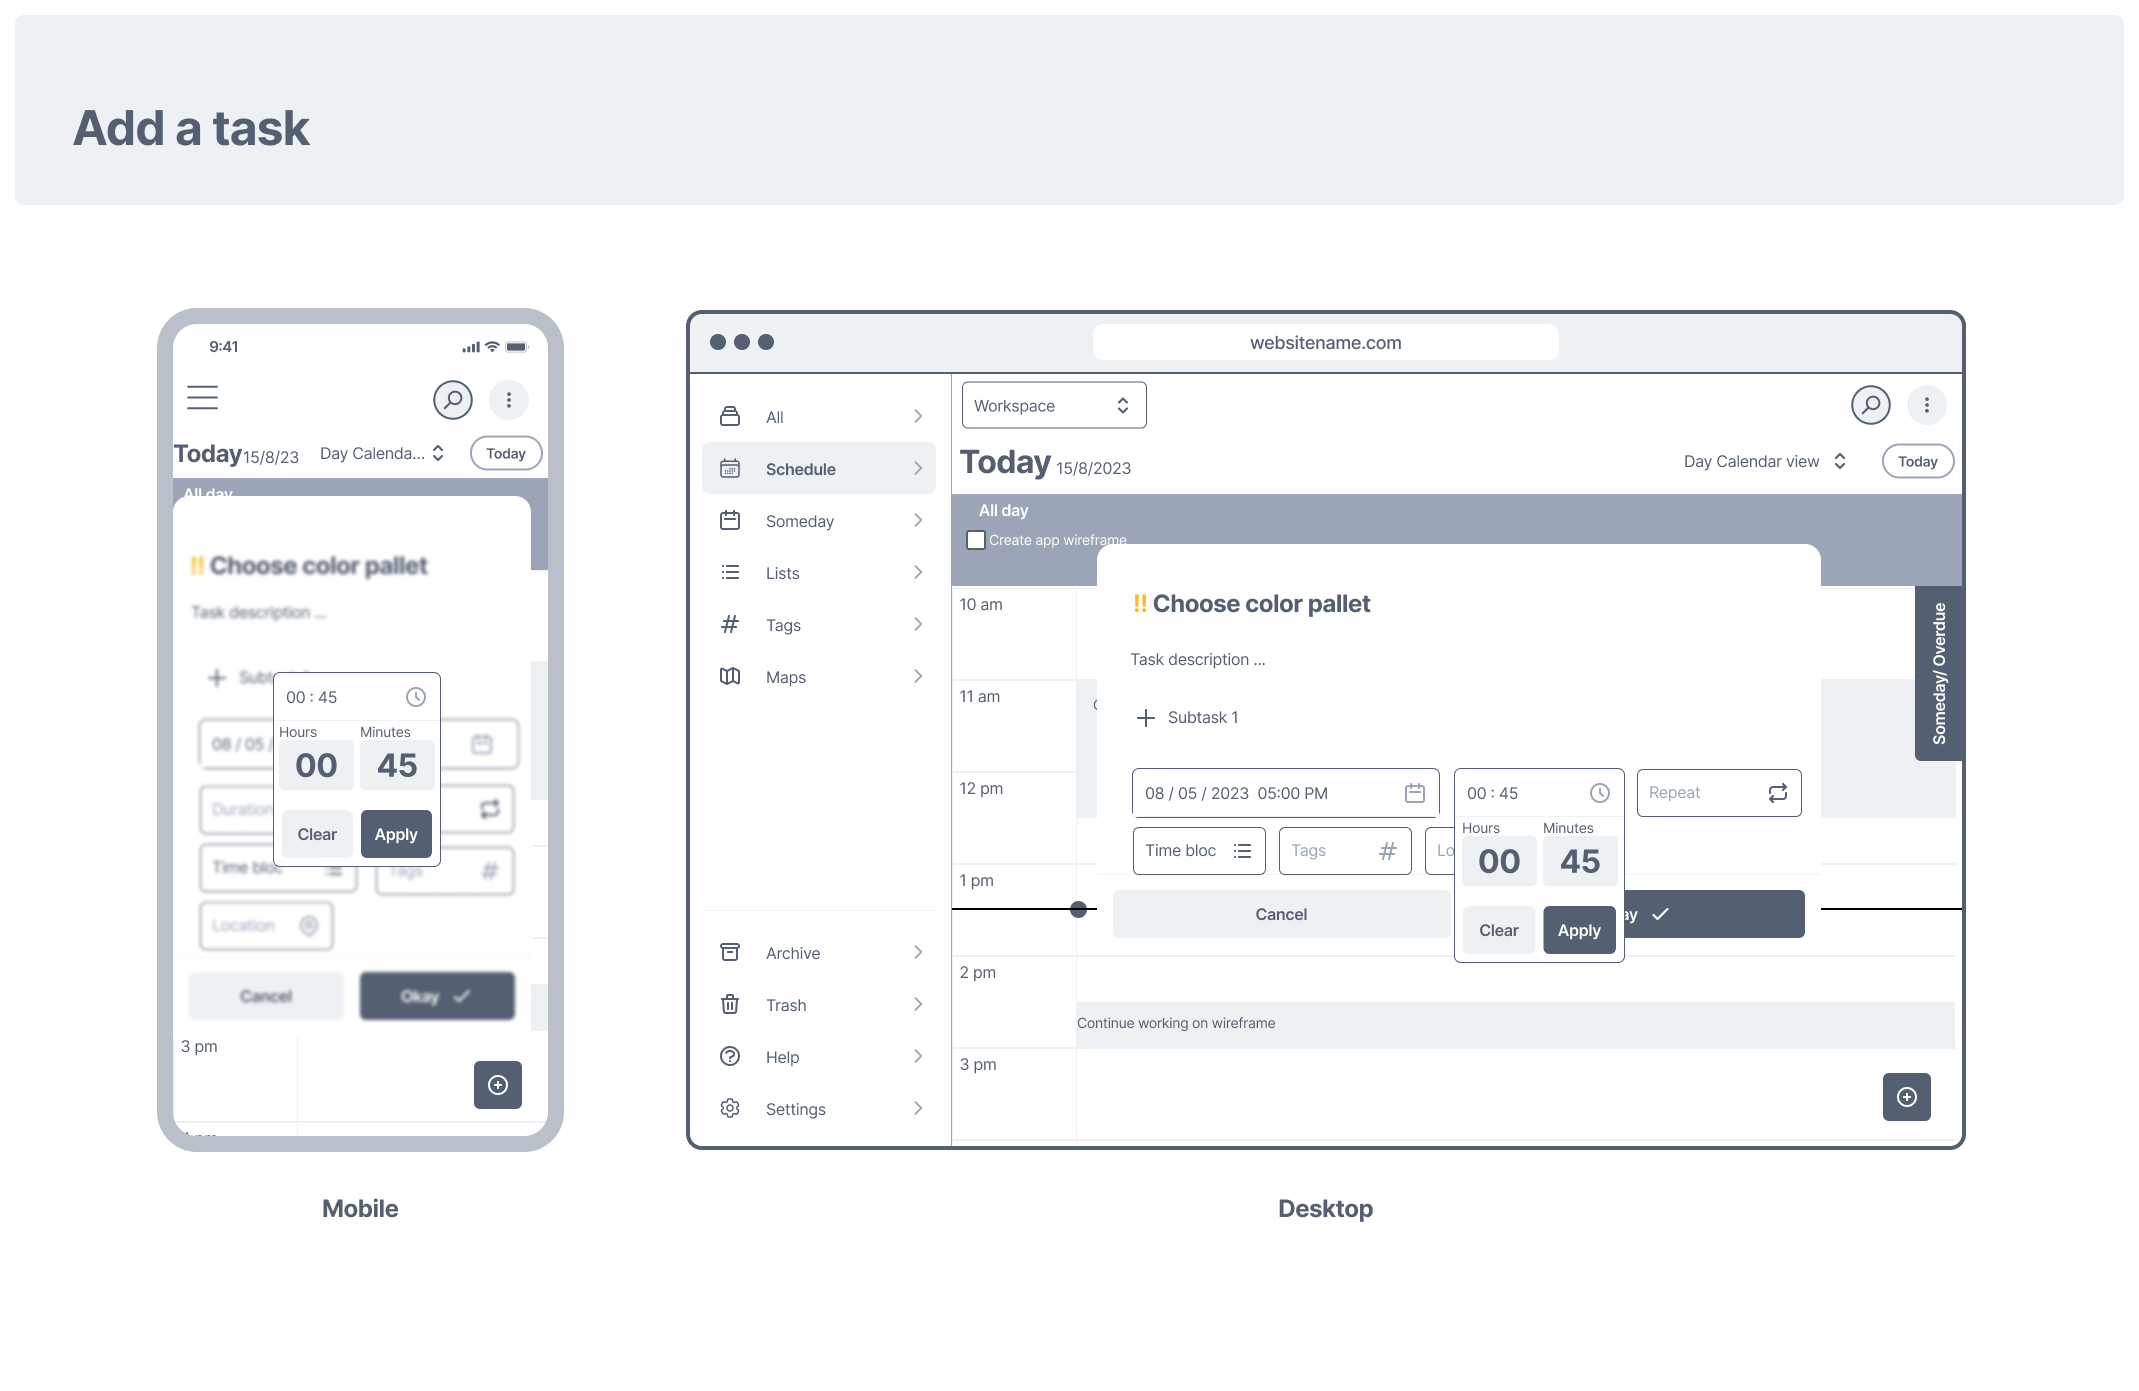 Add a task
9:41
Today 15/8/23 Day Calenda... Today
All day
!! Choose color pallet
Task description ...
00 : 45
08 / 05 /
Hours Minutes
00 45
Duration
Clear Apply
Time bloc
Tags
Location
Cancel Okay
3 pm
Mobile
websitename.com
All
Schedule
Someday
Lists
Tags
Maps
Archive
Trash
Help
Settings
Workspace
Today 15/8/2023 Day Calendar view Today
All day
Create app wireframe
10 am
11 am
12 pm
1 pm
2 pm
3 pm
Someday/ Overdue
!! Choose color pallet
Task description ...
Subtask 1
08 / 05 / 2023 05:00 PM
00 : 45
Repeat
Time bloc
Tags
Lo
Hours Minutes
00 45
Cancel
ay
Clear Apply
Continue working on wireframe
Desktop